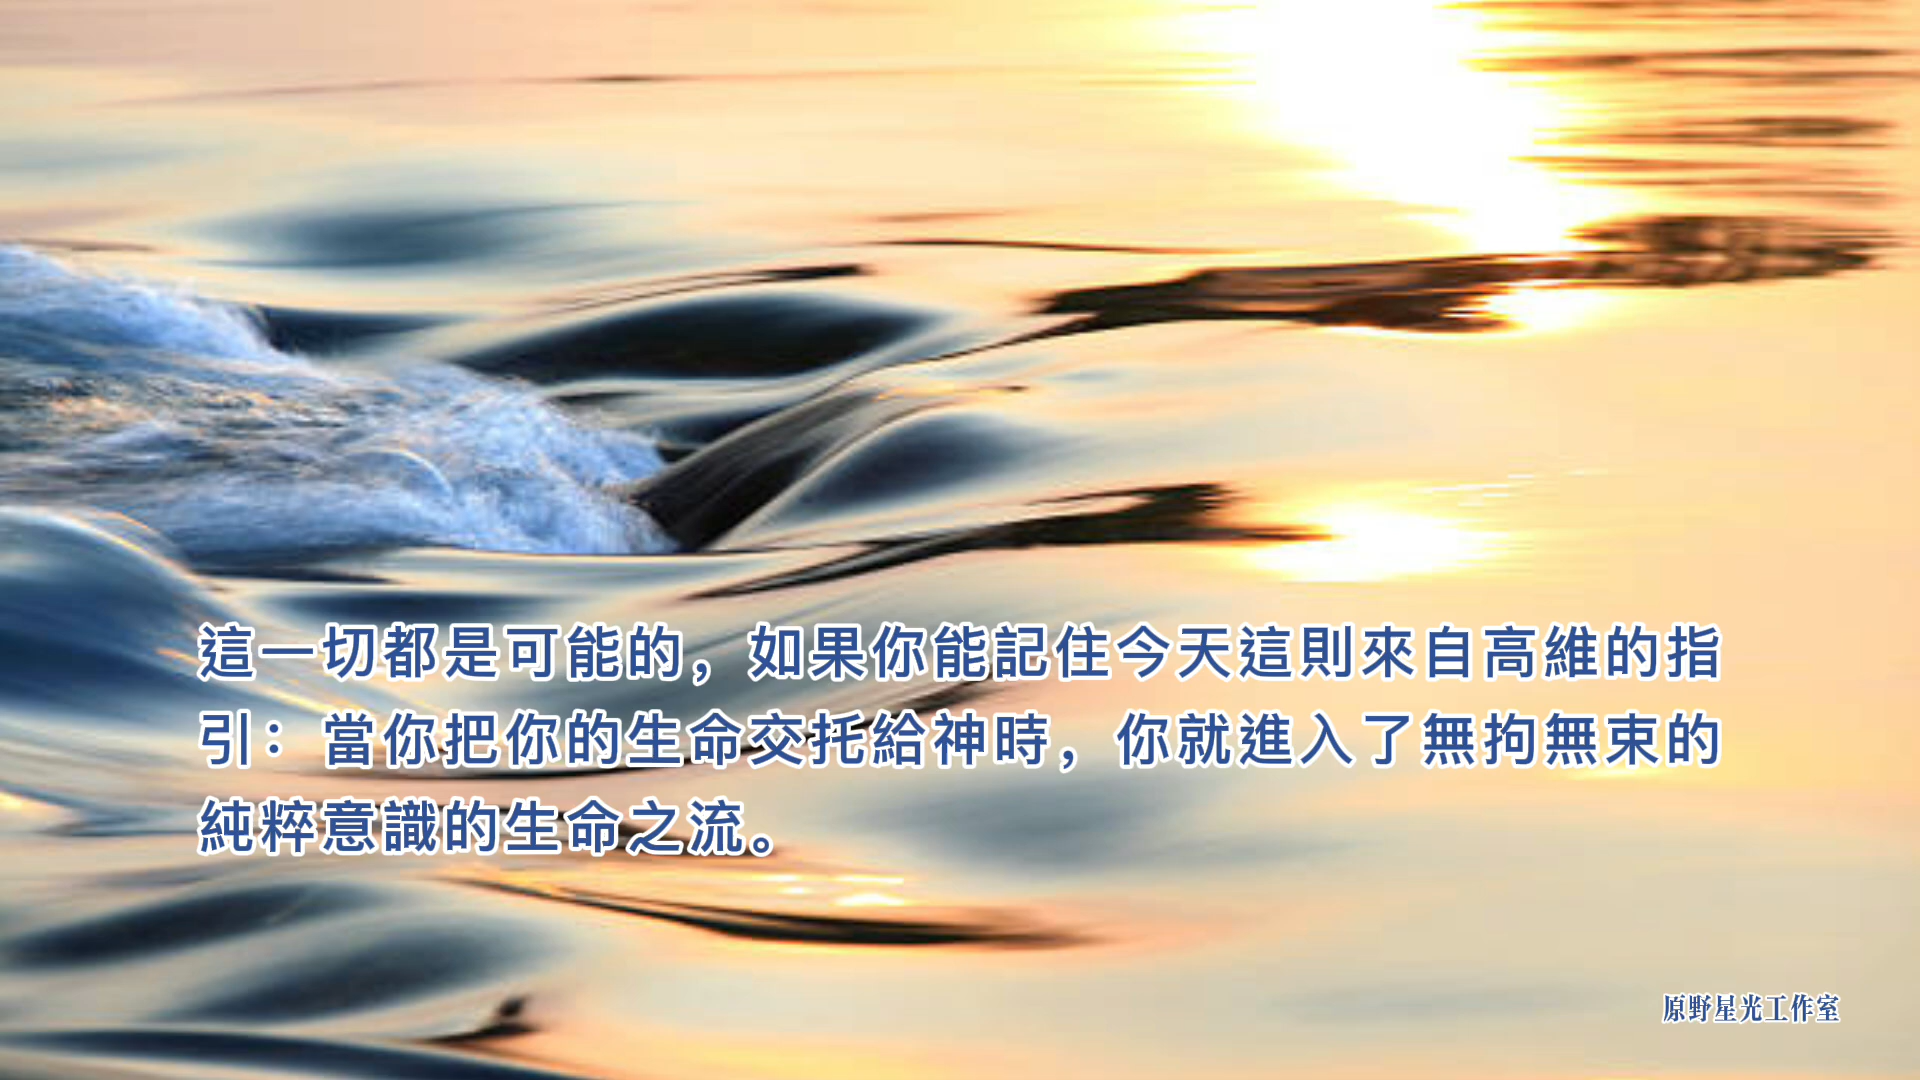 這一切都是可能的，如果你能記住今天這則來自高維的指
引：當你把你的生命交托給神時，你就進入了無拘無束的
純粹意識的生命之流。
原野星光工作室